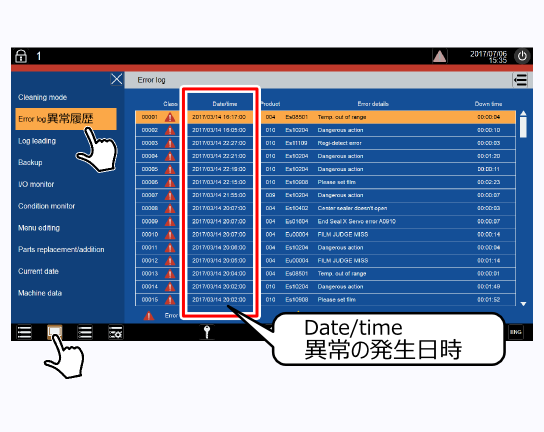 1
2017/07/06
15:35
Error log
Cleaning mode
Error log 異常履歴
Log loading
Backup
I/O monitor
Condition monitor
Menu editing
Parts replacement/addition
Current date
Machine data
Class Date/time Product Error details Down time
00001 2017/03/14 16:17:00 004 Es08501 Temp. out of range 00:00:04
00002 2017/03/14 16:05:00 010 Es10204 Dangerous action 00:00:10
00003 2017/03/14 22:27:00 010 Es11109 Regi-detect error 00:00:03
00004 2017/03/14 22:21:00 010 Es10204 Dangerous action 00:01:20
00005 2017/03/14 22:19:00 010 Es10204 Dangerous action 00:00:11
00006 2017/03/14 22:15:00 010 Es10908 Please set film 00:02:23
00007 2017/03/14 21:55:00 009 Es10204 Dangerous action 00:00:07
00008 2017/03/14 20:07:00 004 Es10402 Center sealer doesn't open 00:00:03
00009 2017/03/14 20:07:00 004 Es01604 End Seal X Servo error A0910 00:00:07
00010 2017/03/14 20:07:00 004 Eu00004 FILM JUDGE MISS 00:00:14
00011 2017/03/14 20:06:00 004 Es10204 Dangerous action 00:00:04
00012 2017/03/14 20:05:00 004 Eu00004 FILM JUDGE MISS 00:01:14
00013 2017/03/14 20:04:00 004 Es08501 Temp. out of range 00:00:01
00014 2017/03/14 20:02:00 010 Es10204 Dangerous action 00:01:49
00015 2017/03/14 20:02:00 010 Es10908 Please set film 00:01:52
Error
Date/time
異常の発生日時
ENG